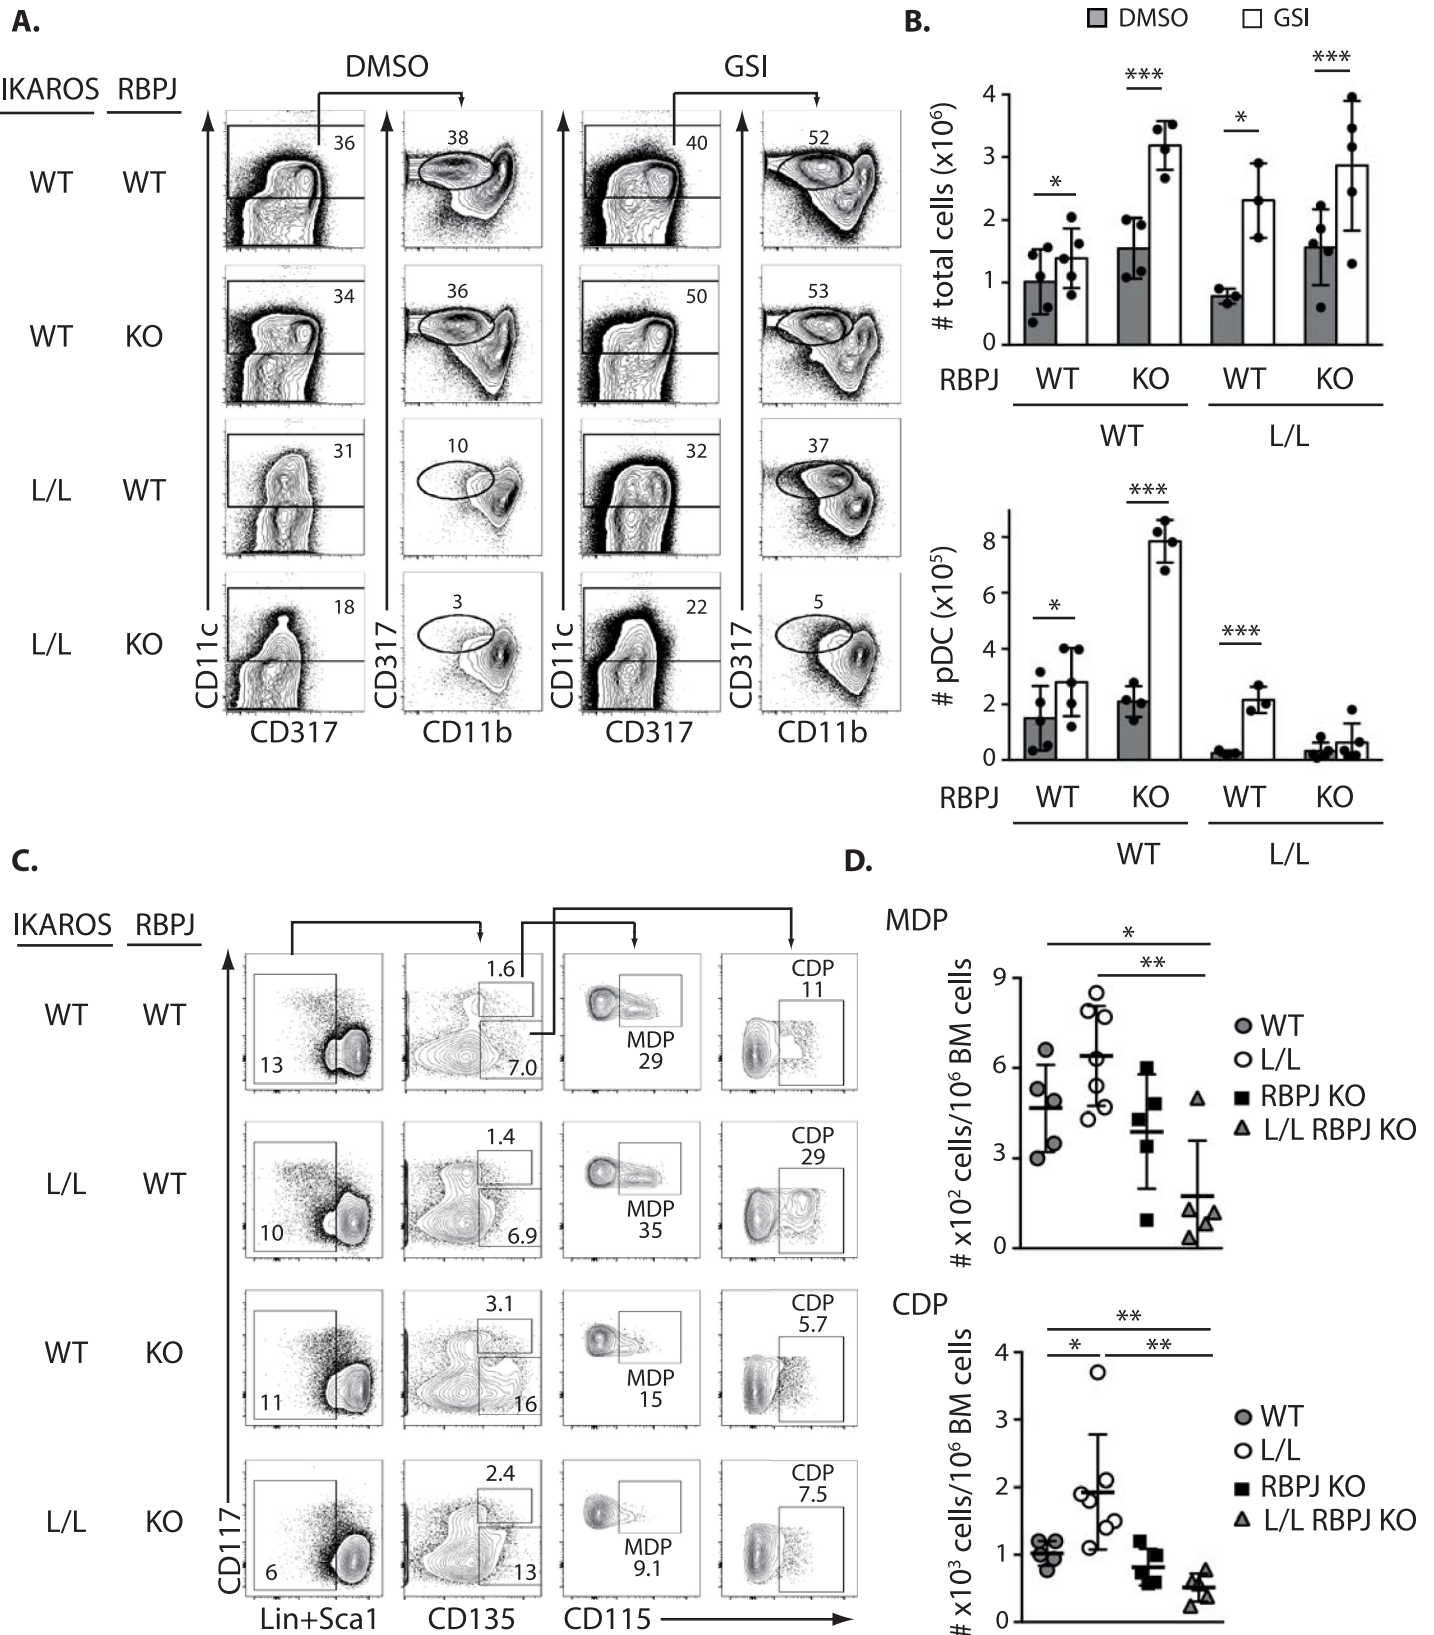 A.
DMSO
GSI
IKAROS RBPJ
36
38
40
52
WT WT
34
36
50
53
WT KO
31
10
32
37
L/L WT
18
3
22
5
L/L KO
CD11c
CD317
CD11c
CD317
CD317
CD11b
CD317
CD11b
B.
DMSO GSI
# total cells (x10⁶)
4
3
2
1
0
*
***
*
***
RBPJ WT KO WT KO
WT L/L
# pDC (x10⁵)
8
6
4
2
0
*
***
***
RBPJ WT KO WT KO
WT L/L
C.
IKAROS RBPJ
WT WT
13
1.6
7.0
MDP
29
CDP
11
L/L WT
10
1.4
6.9
MDP
35
CDP
29
WT KO
11
3.1
16
MDP
15
CDP
5.7
L/L KO
6
2.4
13
MDP
9.1
CDP
7.5
CD117
Lin+Sca1
CD135
CD115
D.
MDP
*
**
# x10² cells/10⁶ BM cells
9
6
3
0
WT
L/L
RBPJ KO
L/L RBPJ KO
CDP
**
* **
# x10³ cells/10⁶ BM cells
4
3
2
1
0
WT
L/L
RBPJ KO
L/L RBPJ KO